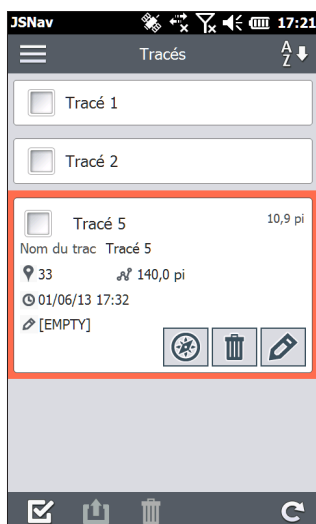 JSNav 17:21
Tracés A Z
Tracé 1
Tracé 2
Tracé 5 10,9 pi
Nom du trac Tracé 5
33 140,0 pi
01/06/13 17:32
[EMPTY]